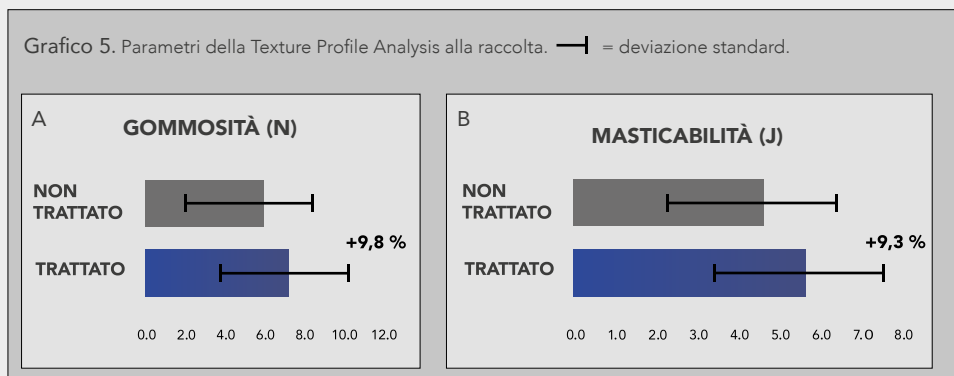 Grafico 5. Parametri della Texture Profile Analysis alla raccolta. = deviazione standard.
A
GOMMOSITÀ (N)
NON
TRATTATO
+9,8 %
TRATTATO
0.0 2.0 4.0 6.0 8.0 10.0 12.0
B
MASTICABILITÀ (J)
NON
TRATTATO
+9,3 %
TRATTATO
0.0 1.0 2.0 3.0 4.0 5.0 6.0 7.0 8.0